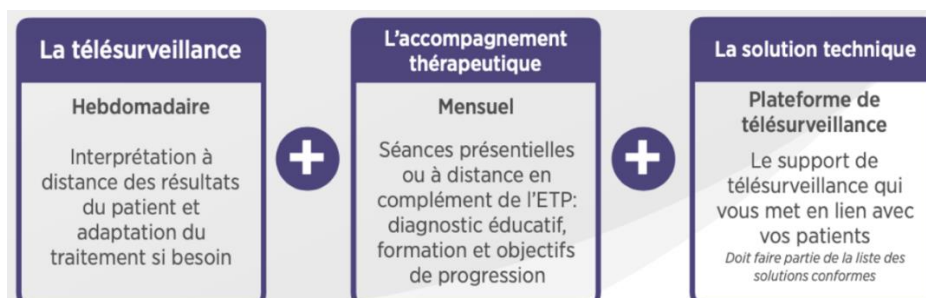 La télésurveillance
Hebdomadaire
Interprétation à
distance des résultats
du patient et
adaptation du
traitement si besoin
+
L'accompagnement
thérapeutique
Mensuel
Séances présentielles
ou à distance en
complément de l'ETP:
diagnostic éducatif,
formation et objectifs
de progression
+
La solution technique
Plateforme de
télésurveillance
Le support de
télésurveillance qui
vous met en lien avec
vos patients
Doit faire partie de la liste des
solutions conformes